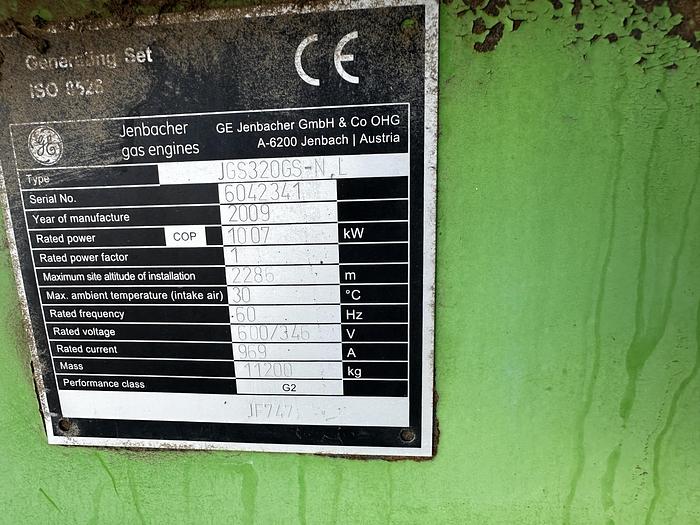 Generating Set
ISO 8528
CE
GE
Jenbacher
gas engines
GE Jenbacher GmbH & Co OHG
A-6200 Jenbach | Austria
Type JGS320GS-N.L
Serial No. 6042341
Year of manufacture 2009
Rated power COP 1007 kW
Rated power factor 1
Maximum site altitude of installation 2286 m
Max. ambient temperature (intake air) 30 °C
Rated frequency 60 Hz
Rated voltage 600/346 V
Rated current 969 A
Mass 11200 kg
Performance class G2
JF747